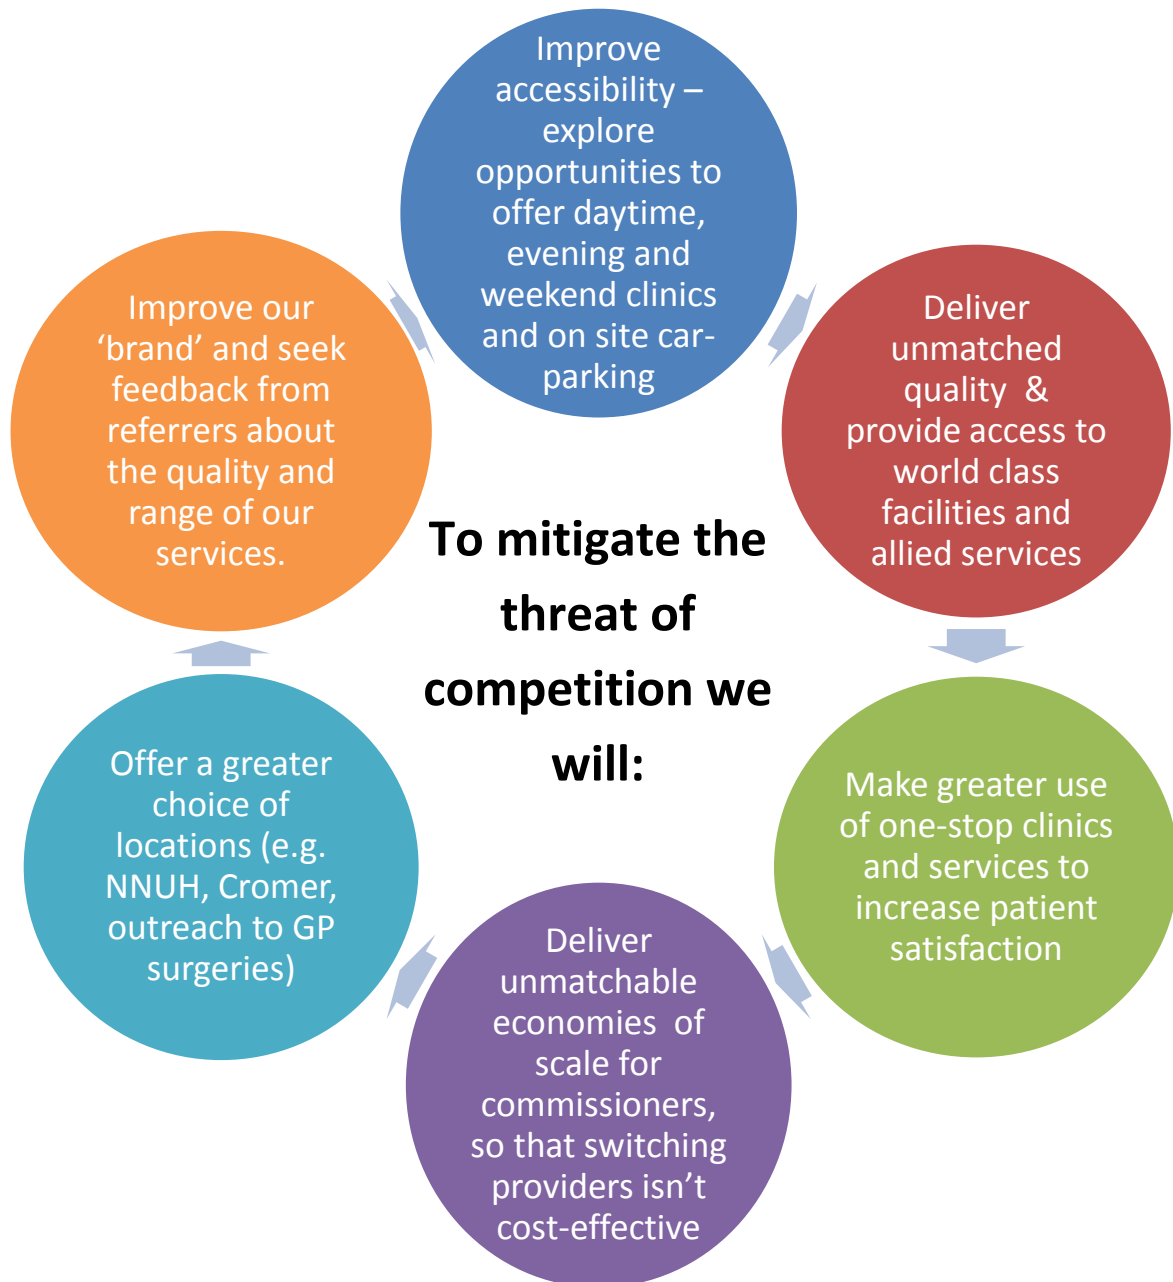 Improve
accessibility –
explore
opportunities to
offer daytime,
evening and
weekend clinics
and on site car-
parking
Deliver
unmatched
quality  &
provide access to
world class
facilities and
allied services
Make greater use
of one-stop clinics
and services to
increase patient
satisfaction
Deliver
unmatchable
economies  of
scale for
commissioners,
so that switching
providers isn’t
cost-effective
Offer a greater
choice of
locations (e.g.
NNUH, Cromer,
outreach to GP
surgeries)
Improve our
‘brand’ and seek
feedback from
referrers about
the quality and
range of our
services.
To mitigate the
threat of
competition we
will: